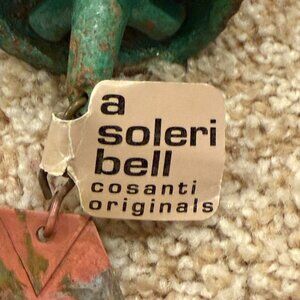 a
soleri
bell
cosanti
originals